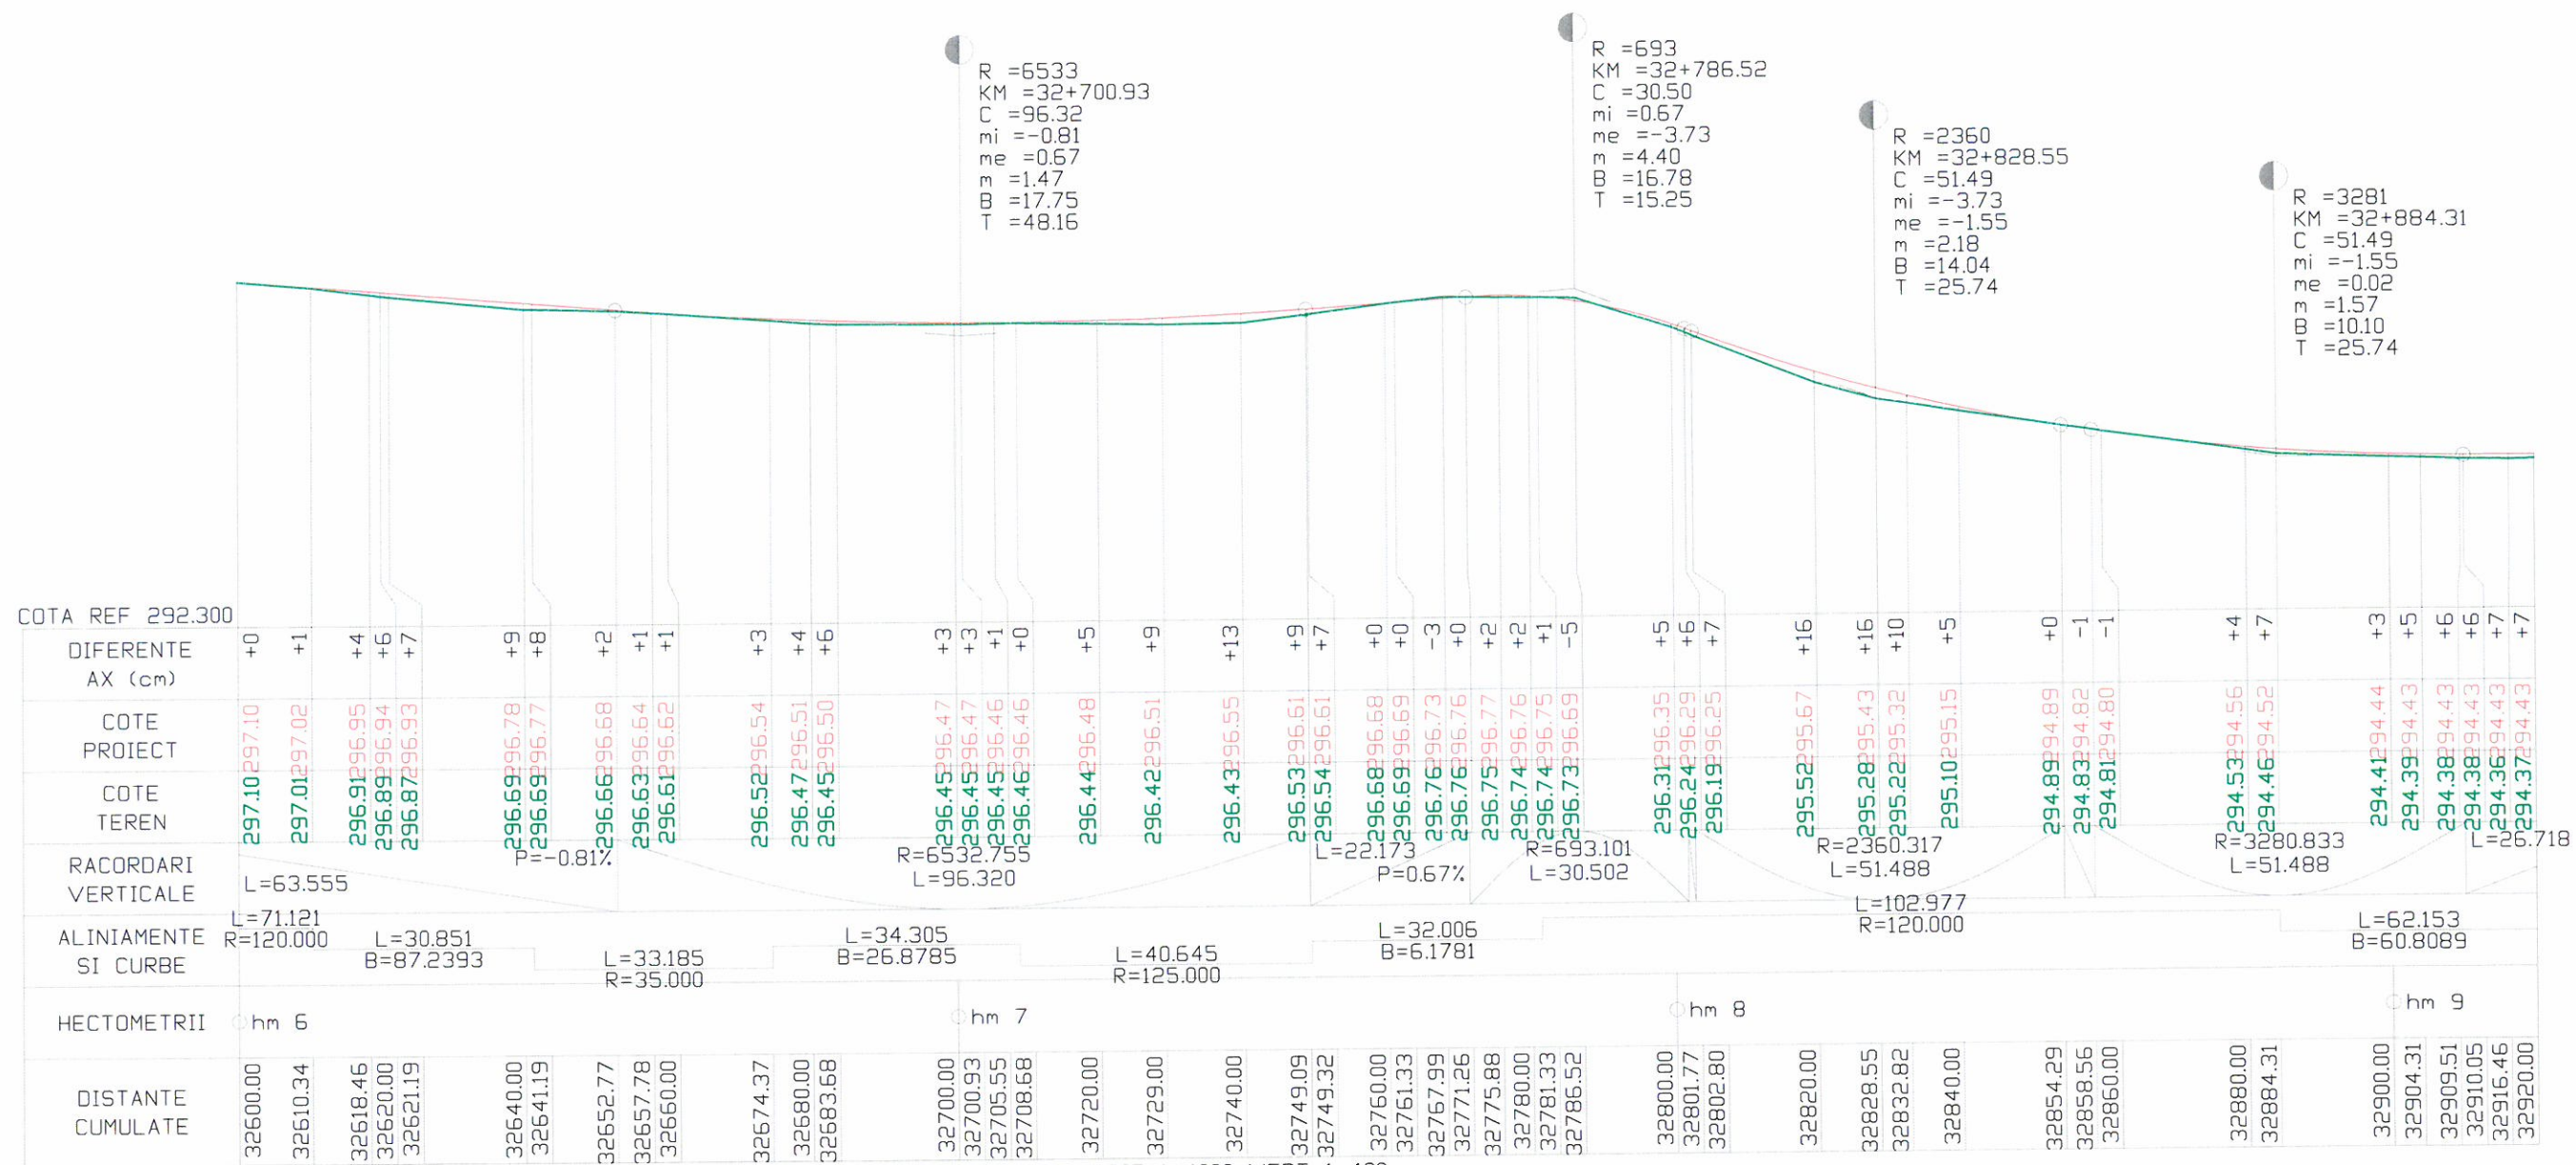 R =6533
KM =32+700.93
C =96.32
mi =-0.81
me =0.67
m =1.47
B =17.75
T =48.16
R =693
KM =32+786.52
C =30.50
mi =0.67
me =-3.73
m =4.40
B =16.78
T =15.25
R =2360
KM =32+828.55
C =51.49
mi =-3.73
me =-1.55
m =2.18
B =14.04
T =25.74
R =3281
KM =32+884.31
C =51.49
mi =-1.55
me =0.02
m =1.57
B =10.10
T =25.74
COTA REF 292.300
DIFERENTE
AX (cm)
+0 +1 +4 +6 +7 +9 +8 +2 +1 +1 +3 +4 +6 +3 +3 +1 +0 +5 +9 +13 +9 +7 +0 +0 -3 +0 +2 +2 +1 -5 +5 +6 +7 +16 +16 +10 +5 +0 -1 -1 +4 +7 +3 +5 +6 +6 +7 +7
COTE
PROIECT
297.10 297.02 296.95 296.94 296.93 296.78 296.77 296.68 296.64 296.62 296.54 296.51 296.50 296.47 296.47 296.46 296.46 296.48 296.51 296.55 296.61 296.61 296.68 296.69 296.73 296.76 296.77 296.76 296.75 296.69 296.35 296.29 296.25 295.67 295.43 295.32 295.15 294.89 294.82 294.80 294.56 294.52 294.44 294.43 294.43 294.43 294.43 294.43
COTE
TEREN
297.10 297.01 296.91 296.89 296.87 296.69 296.69 296.66 296.63 296.61 296.52 296.47 296.45 296.45 296.45 296.45 296.46 296.44 296.42 296.43 296.53 296.54 296.68 296.69 296.76 296.76 296.75 296.74 296.74 296.73 296.31 296.24 296.19 295.52 295.28 295.22 295.10 294.89 294.83 294.81 294.53 294.46 294.41 294.39 294.38 294.38 294.36 294.37
RACORDARI
VERTICALE
L=63.555
P=-0.81%
R=6532.755
L=96.320
L=22.173
P=0.67%
R=693.101
L=30.502
R=2360.317
L=51.488
R=3280.833
L=51.488
L=26.718
ALINIAMENTE
SI CURBE
L=71.121
R=120.000
L=30.851
B=87.2393
L=33.185
R=35.000
L=34.305
B=26.8785
L=40.645
R=125.000
L=32.006
B=6.1781
L=102.977
R=120.000
L=62.153
B=60.8089
HECTOMETRII
hm 6
hm 7
hm 8
hm 9
DISTANTE
CUMULATE
32600.00 32610.34 32618.46 32620.00 32621.19 32640.00 32641.19 32652.77 32657.78 32660.00 32674.37 32680.00 32683.68 32700.00 32700.93 32705.55 32708.68 32720.00 32729.00 32740.00 32749.09 32749.32 32760.00 32761.33 32767.99 32771.26 32775.88 32780.00 32781.33 32786.52 32800.00 32801.77 32802.80 32820.00 32828.55 32832.82 32840.00 32854.29 32858.56 32860.00 32880.00 32884.31 32900.00 32904.31 32909.51 32910.05 32916.46 32920.00